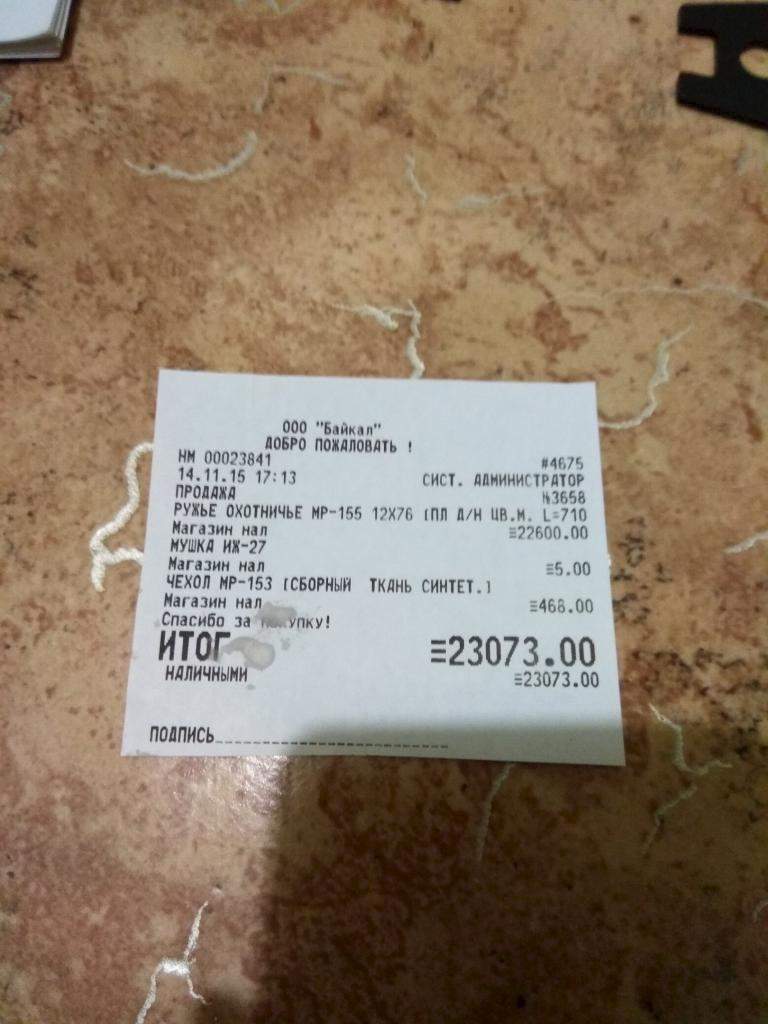 ООО "Байкал"
ДОБРО ПОЖАЛОВАТЬ !
НМ 00023841 #4675
14.11.15 17:13 СИСТ. АДМИНИСТРАТОР
ПРОДАЖА №3658
РУЖЬЕ ОХОТНИЧЬЕ МР-155 12Х76 (ПЛ Д/Н ЦВ.М. L=710
Магазин нал ≡22600.00
МУШКА ИЖ-27
Магазин нал ≡5.00
ЧЕХОЛ МР-153 [СБОРНЫЙ ТКАНЬ СИНТЕТ.]
Магазин нал ≡468.00
Спасибо за покупку!
ИТОГ ≡23073.00
НАЛИЧНЫМИ ≡23073.00
ПОДПИСЬ